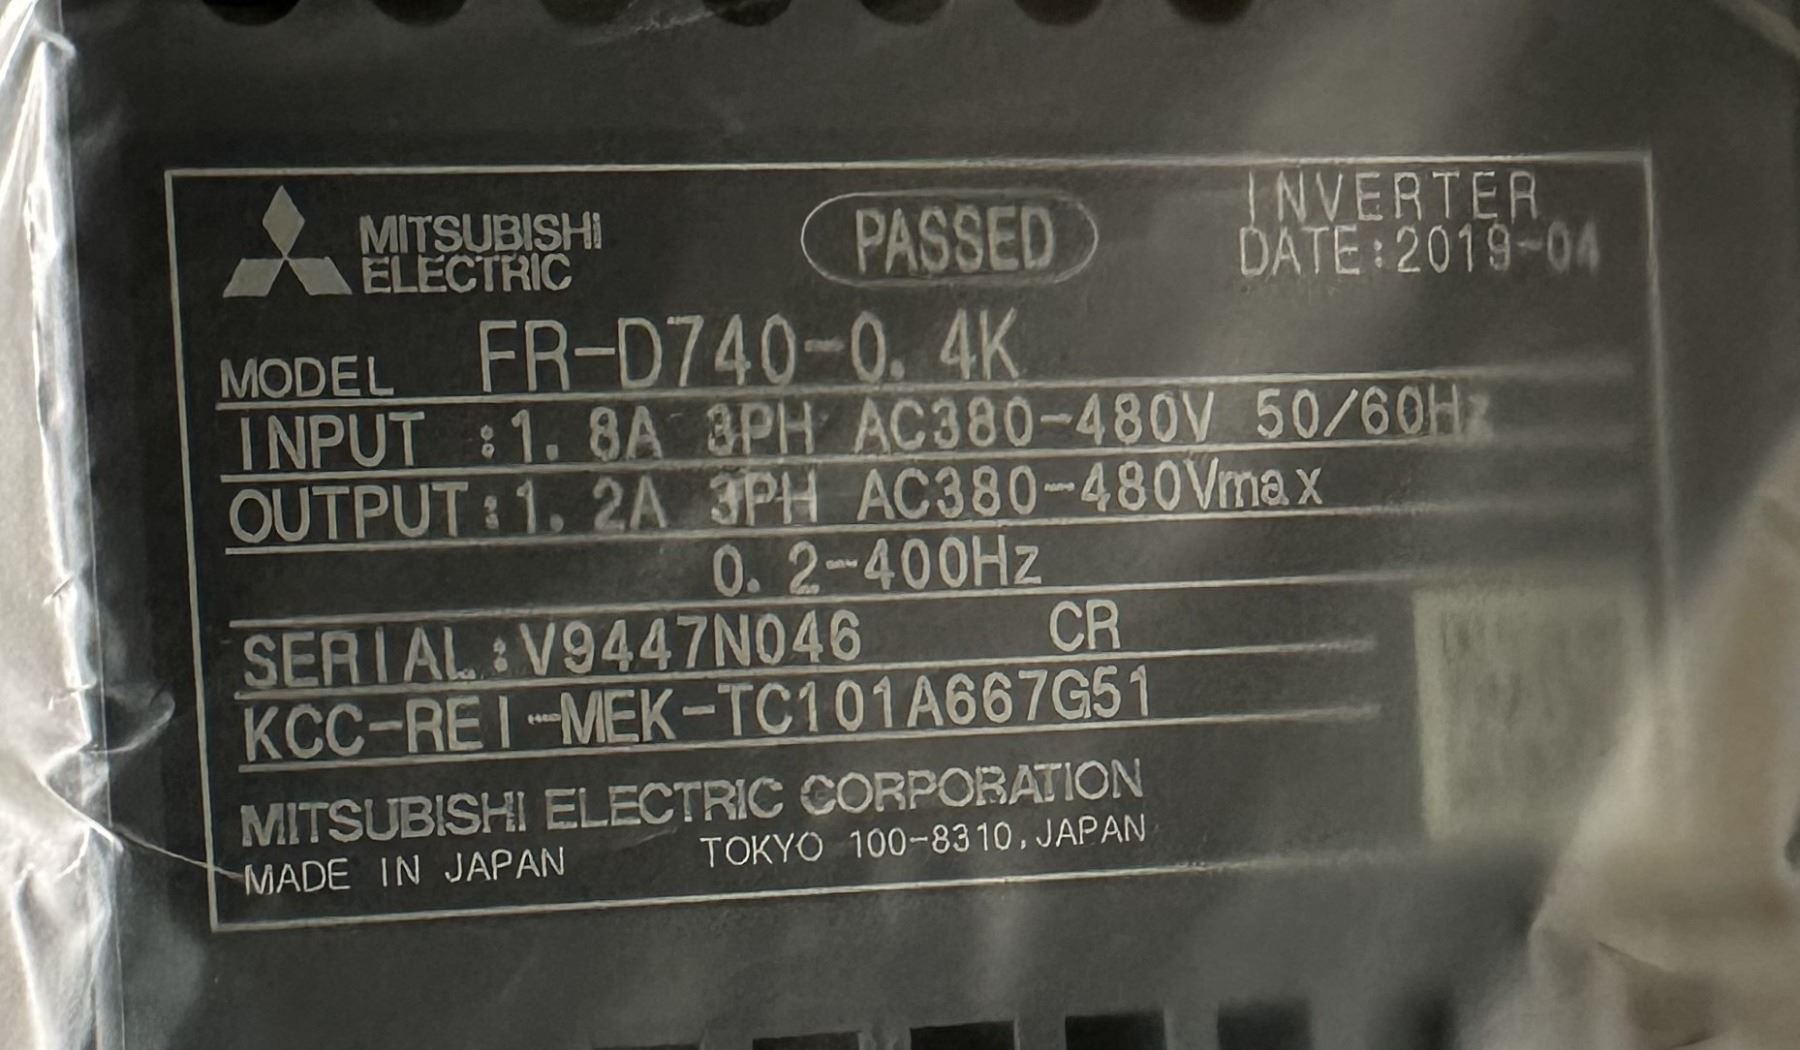 MITSUBISHI
ELECTRIC
PASSED
INVERTER
DATE:2019-04
MODEL FR-D740-0.4K
INPUT :1.8A 3PH AC380-480V 50/60Hz
OUTPUT:1.2A 3PH AC380-480Vmax
0.2-400Hz
SERIAL:V9447N046 CR
KCC-REI-MEK-TC101A667G51
MITSUBISHI ELECTRIC CORPORATION
MADE IN JAPAN TOKYO 100-8310,JAPAN